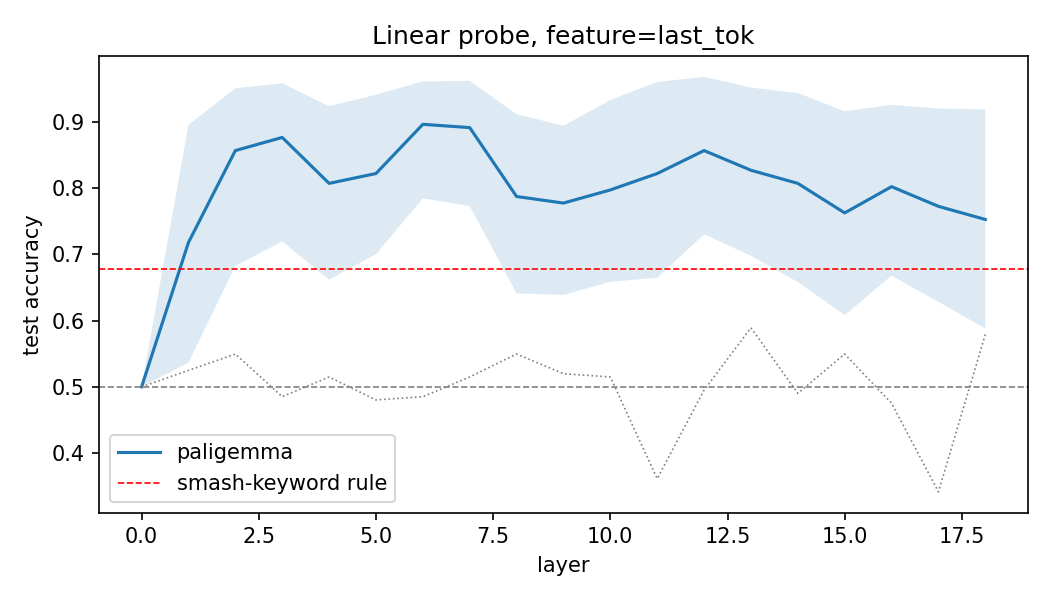 Linear probe, feature=last_tok
test accuracy
0.9
0.8
0.7
0.6
0.5
0.4
paligemma
smash-keyword rule
0.0 2.5 5.0 7.5 10.0 12.5 15.0 17.5
layer